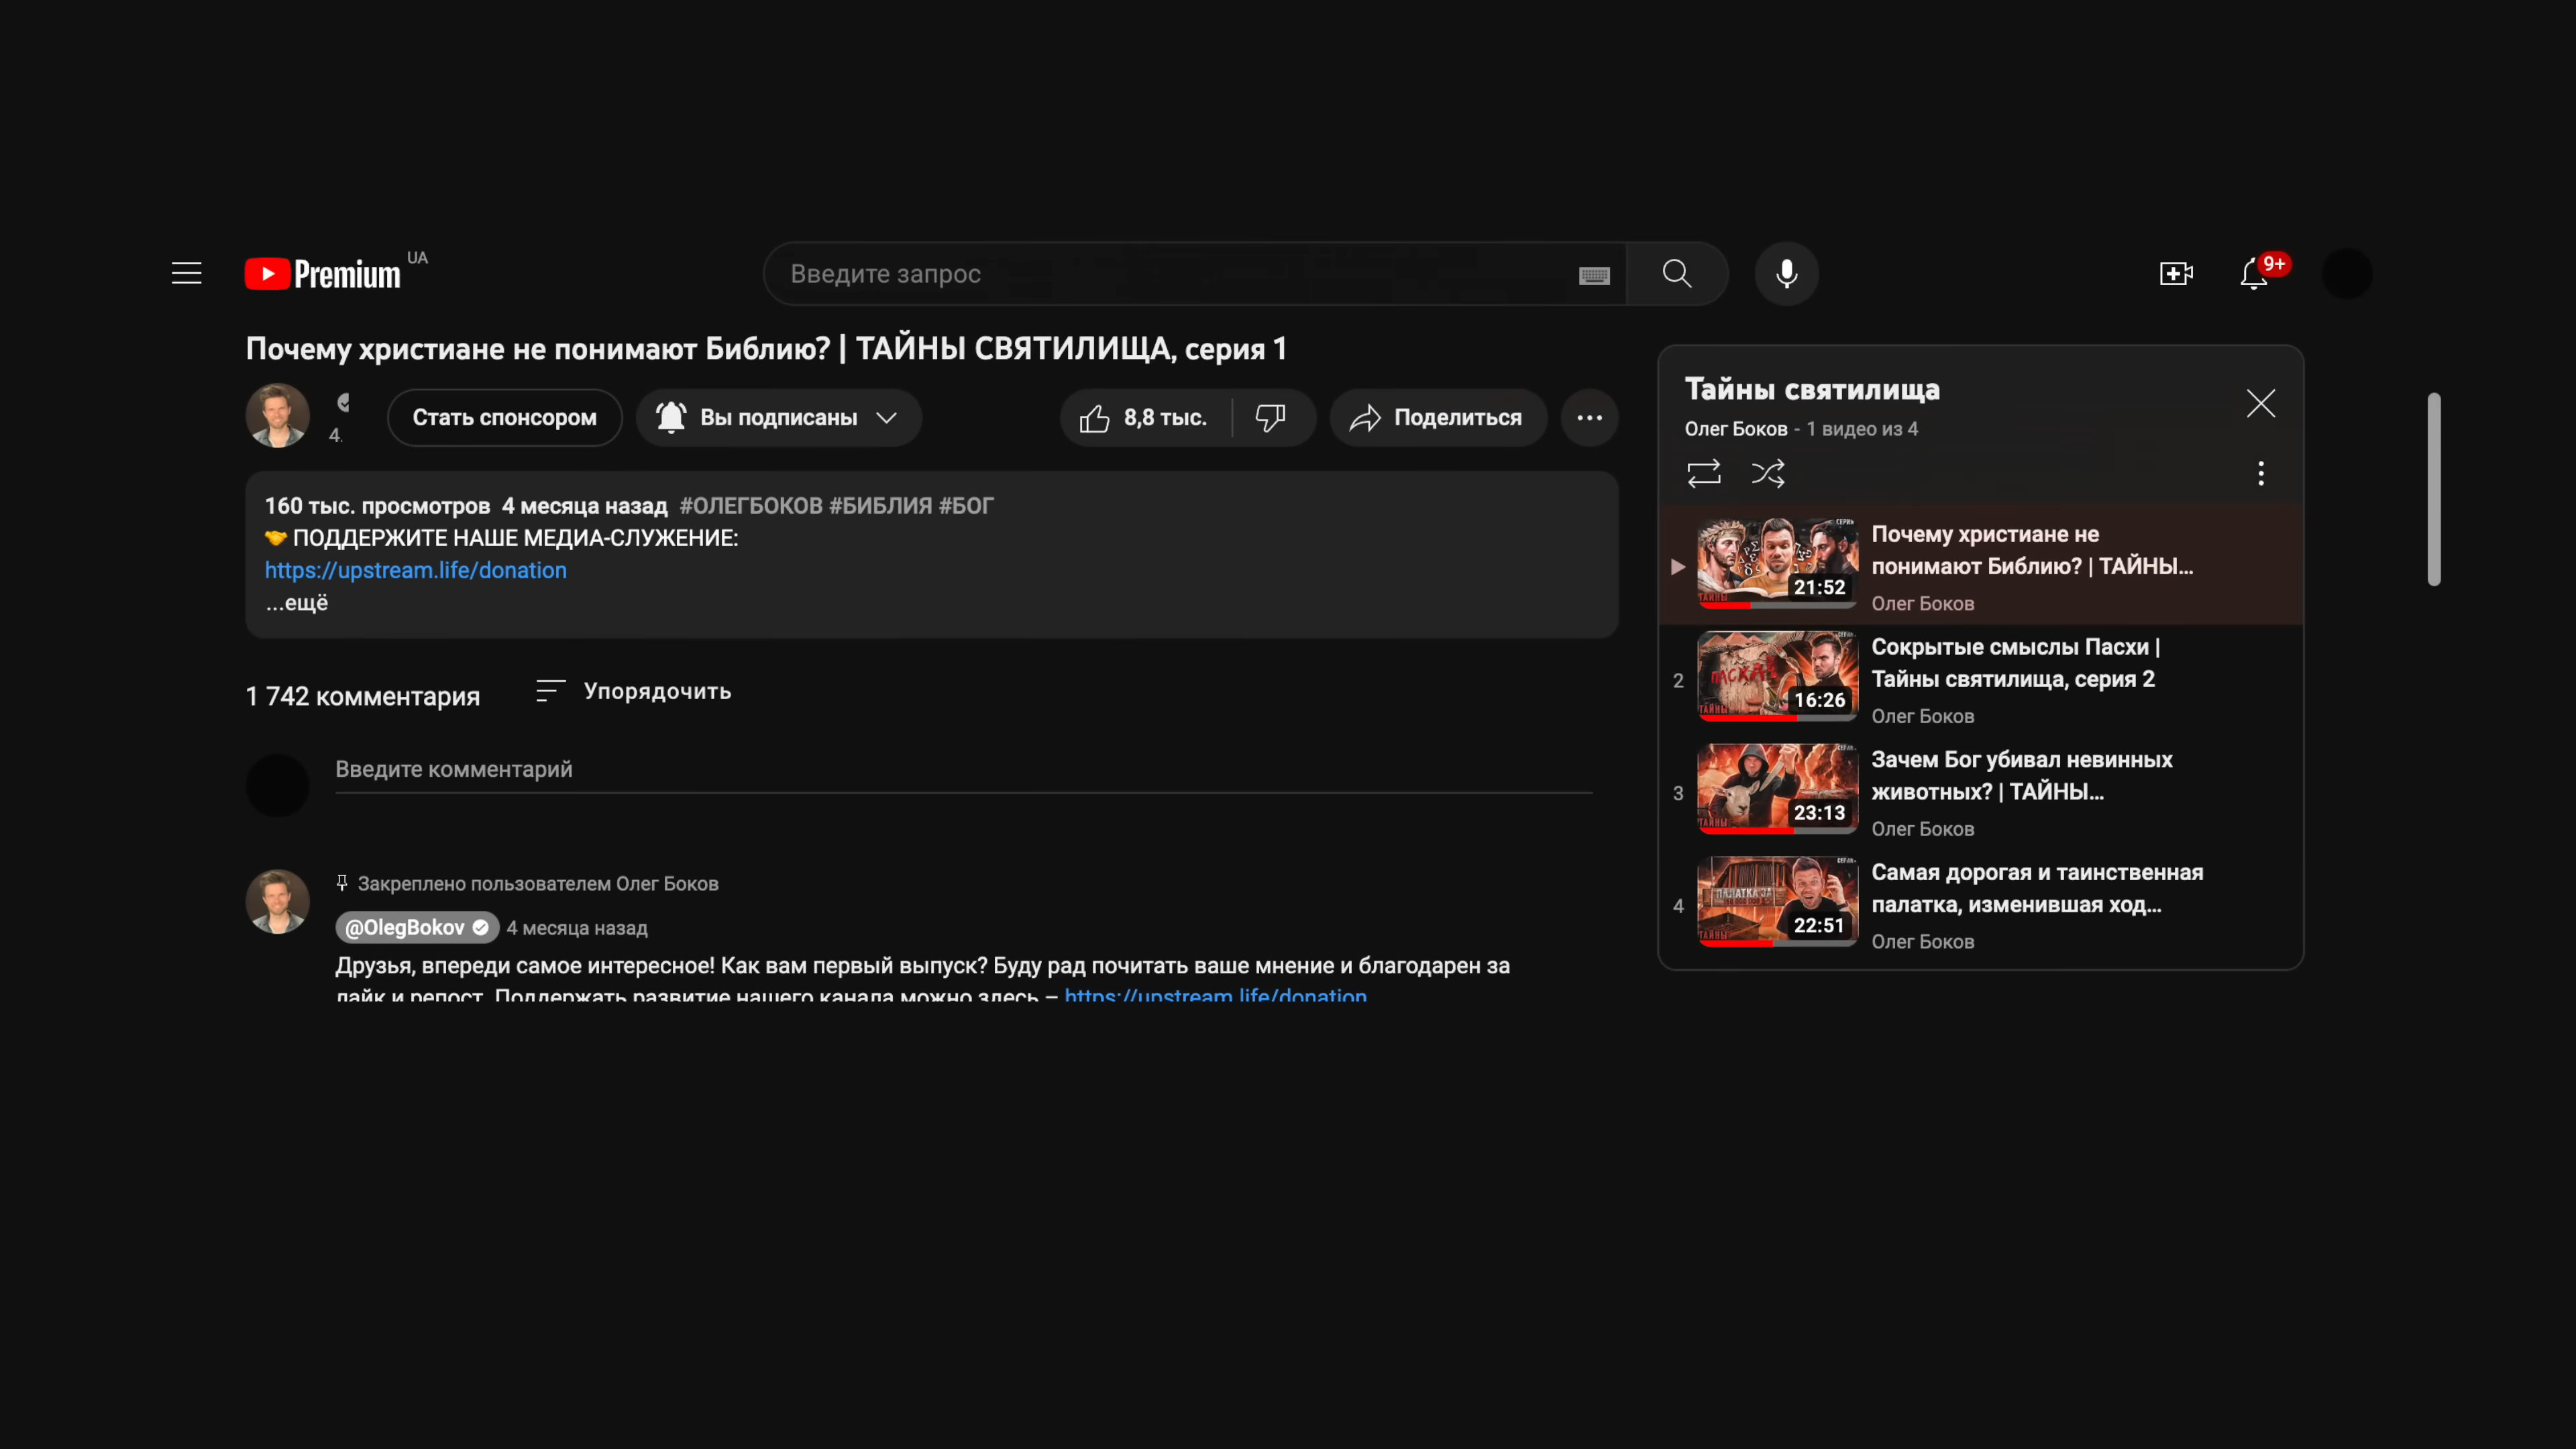 Premium UA
Введите запрос
9+
Почему христиане не понимают Библию? | ТАЙНЫ СВЯТИЛИЩА, серия 1
4.
Стать спонсором
Вы подписаны
8,8 тыс.
Поделиться
160 тыс. просмотров 4 месяца назад #ОЛЕГБОКОВ #БИБЛИЯ #БОГ
🤝 ПОДДЕРЖИТЕ НАШЕ МЕДИА-СЛУЖЕНИЕ:
https://upstream.life/donation
...ещё
1 742 комментария
Упорядочить
Введите комментарий
Закреплено пользователем Олег Боков
@OlegBokov 4 месяца назад
Друзья, впереди самое интересное! Как вам первый выпуск? Буду рад почитать ваше мнение и благодарен за
лайк и репост. Поддержать развитие нашего канала можно здесь – https://upstream.life/donation
Тайны святилища
Олег Боков - 1 видео из 4
21:52
Почему христиане не
понимают Библию? | ТАЙНЫ...
Олег Боков
2
ПАСХА
16:26
Сокрытые смыслы Пасхи |
Тайны святилища, серия 2
Олег Боков
3
23:13
Зачем Бог убивал невинных
животных? | ТАЙНЫ...
Олег Боков
4
ПАЛАТКА ЗА
22:51
Самая дорогая и таинственная
палатка, изменившая ход...
Олег Боков